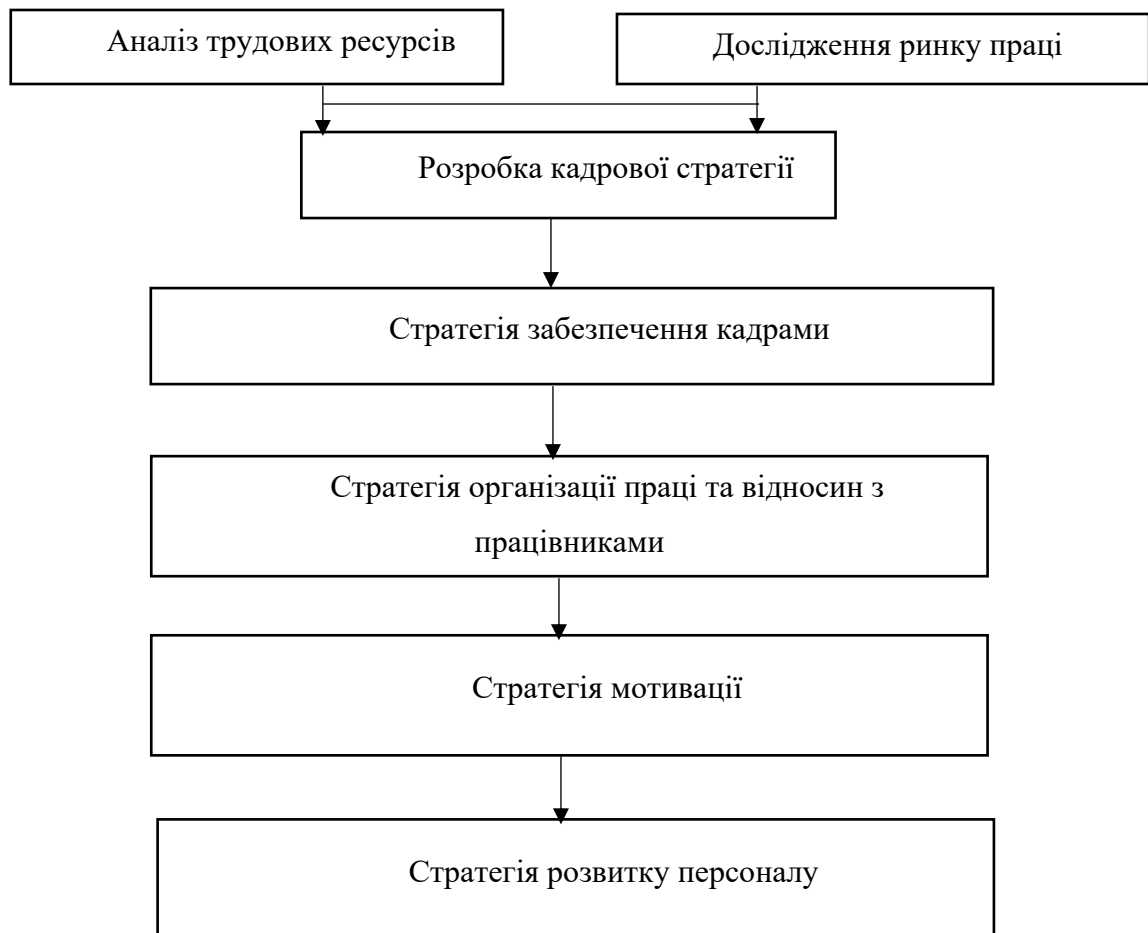 Аналіз трудових ресурсів
Дослідження ринку праці
Розробка кадрової стратегії
Стратегія забезпечення кадрами
Стратегія організації праці та відносин з
працівниками
Стратегія мотивації
Стратегія розвитку персоналу